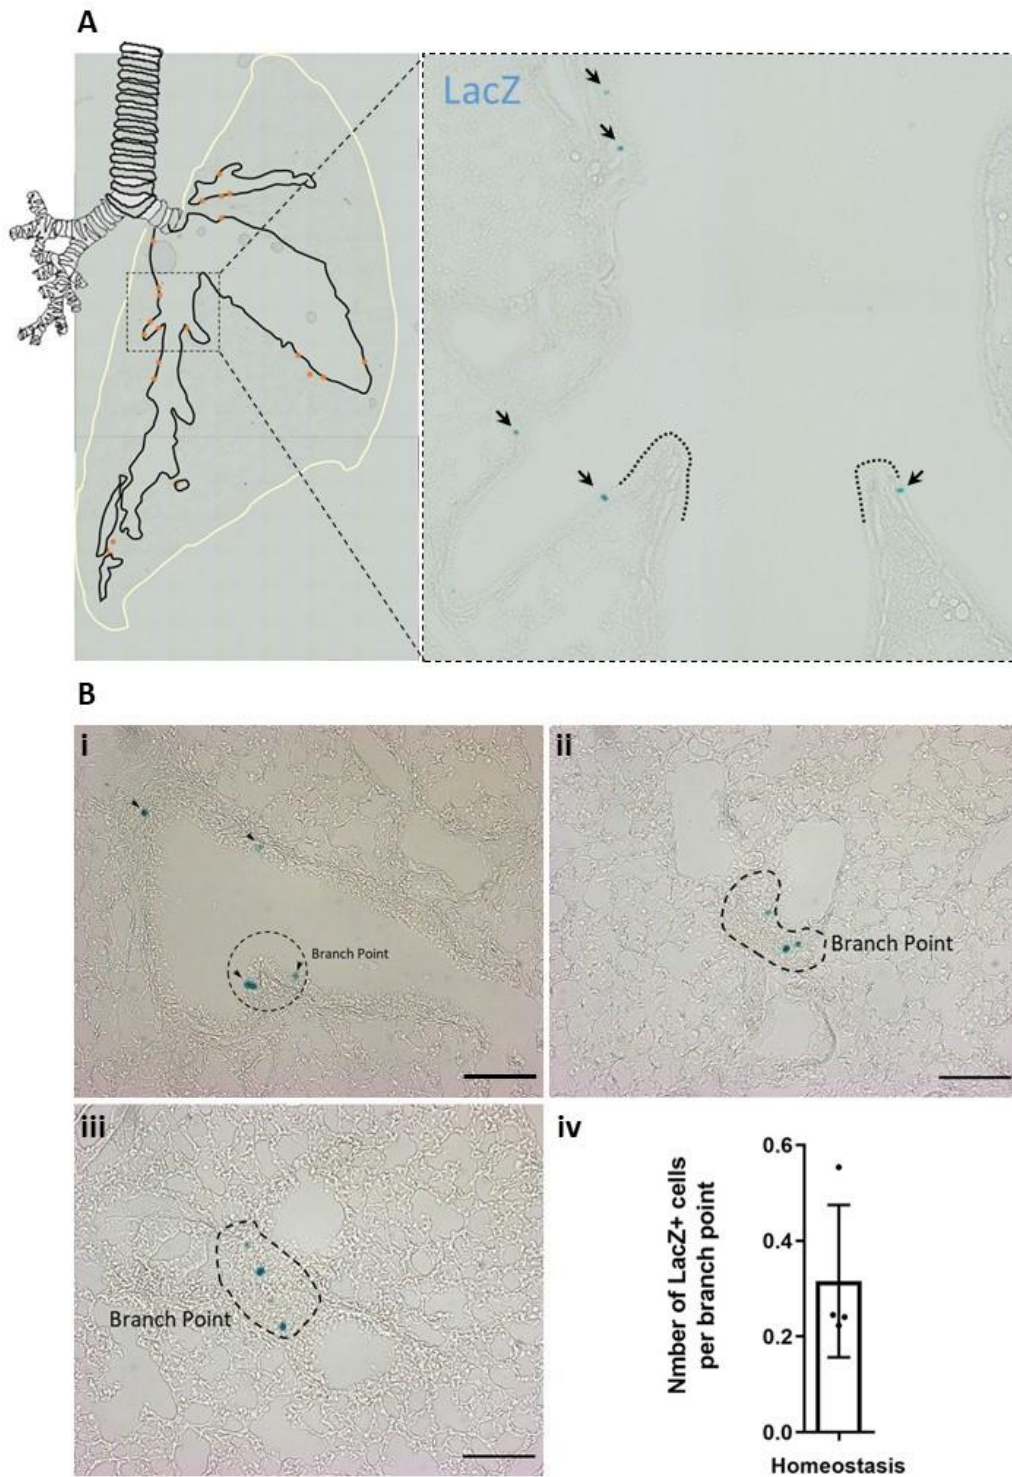 A
LacZ
B
i
Branch Point
ii
Branch Point
iii
Branch Point
iv
Nmber of LacZ+ cells
per branch point
0.6
0.4
0.2
0.0
Homeostasis